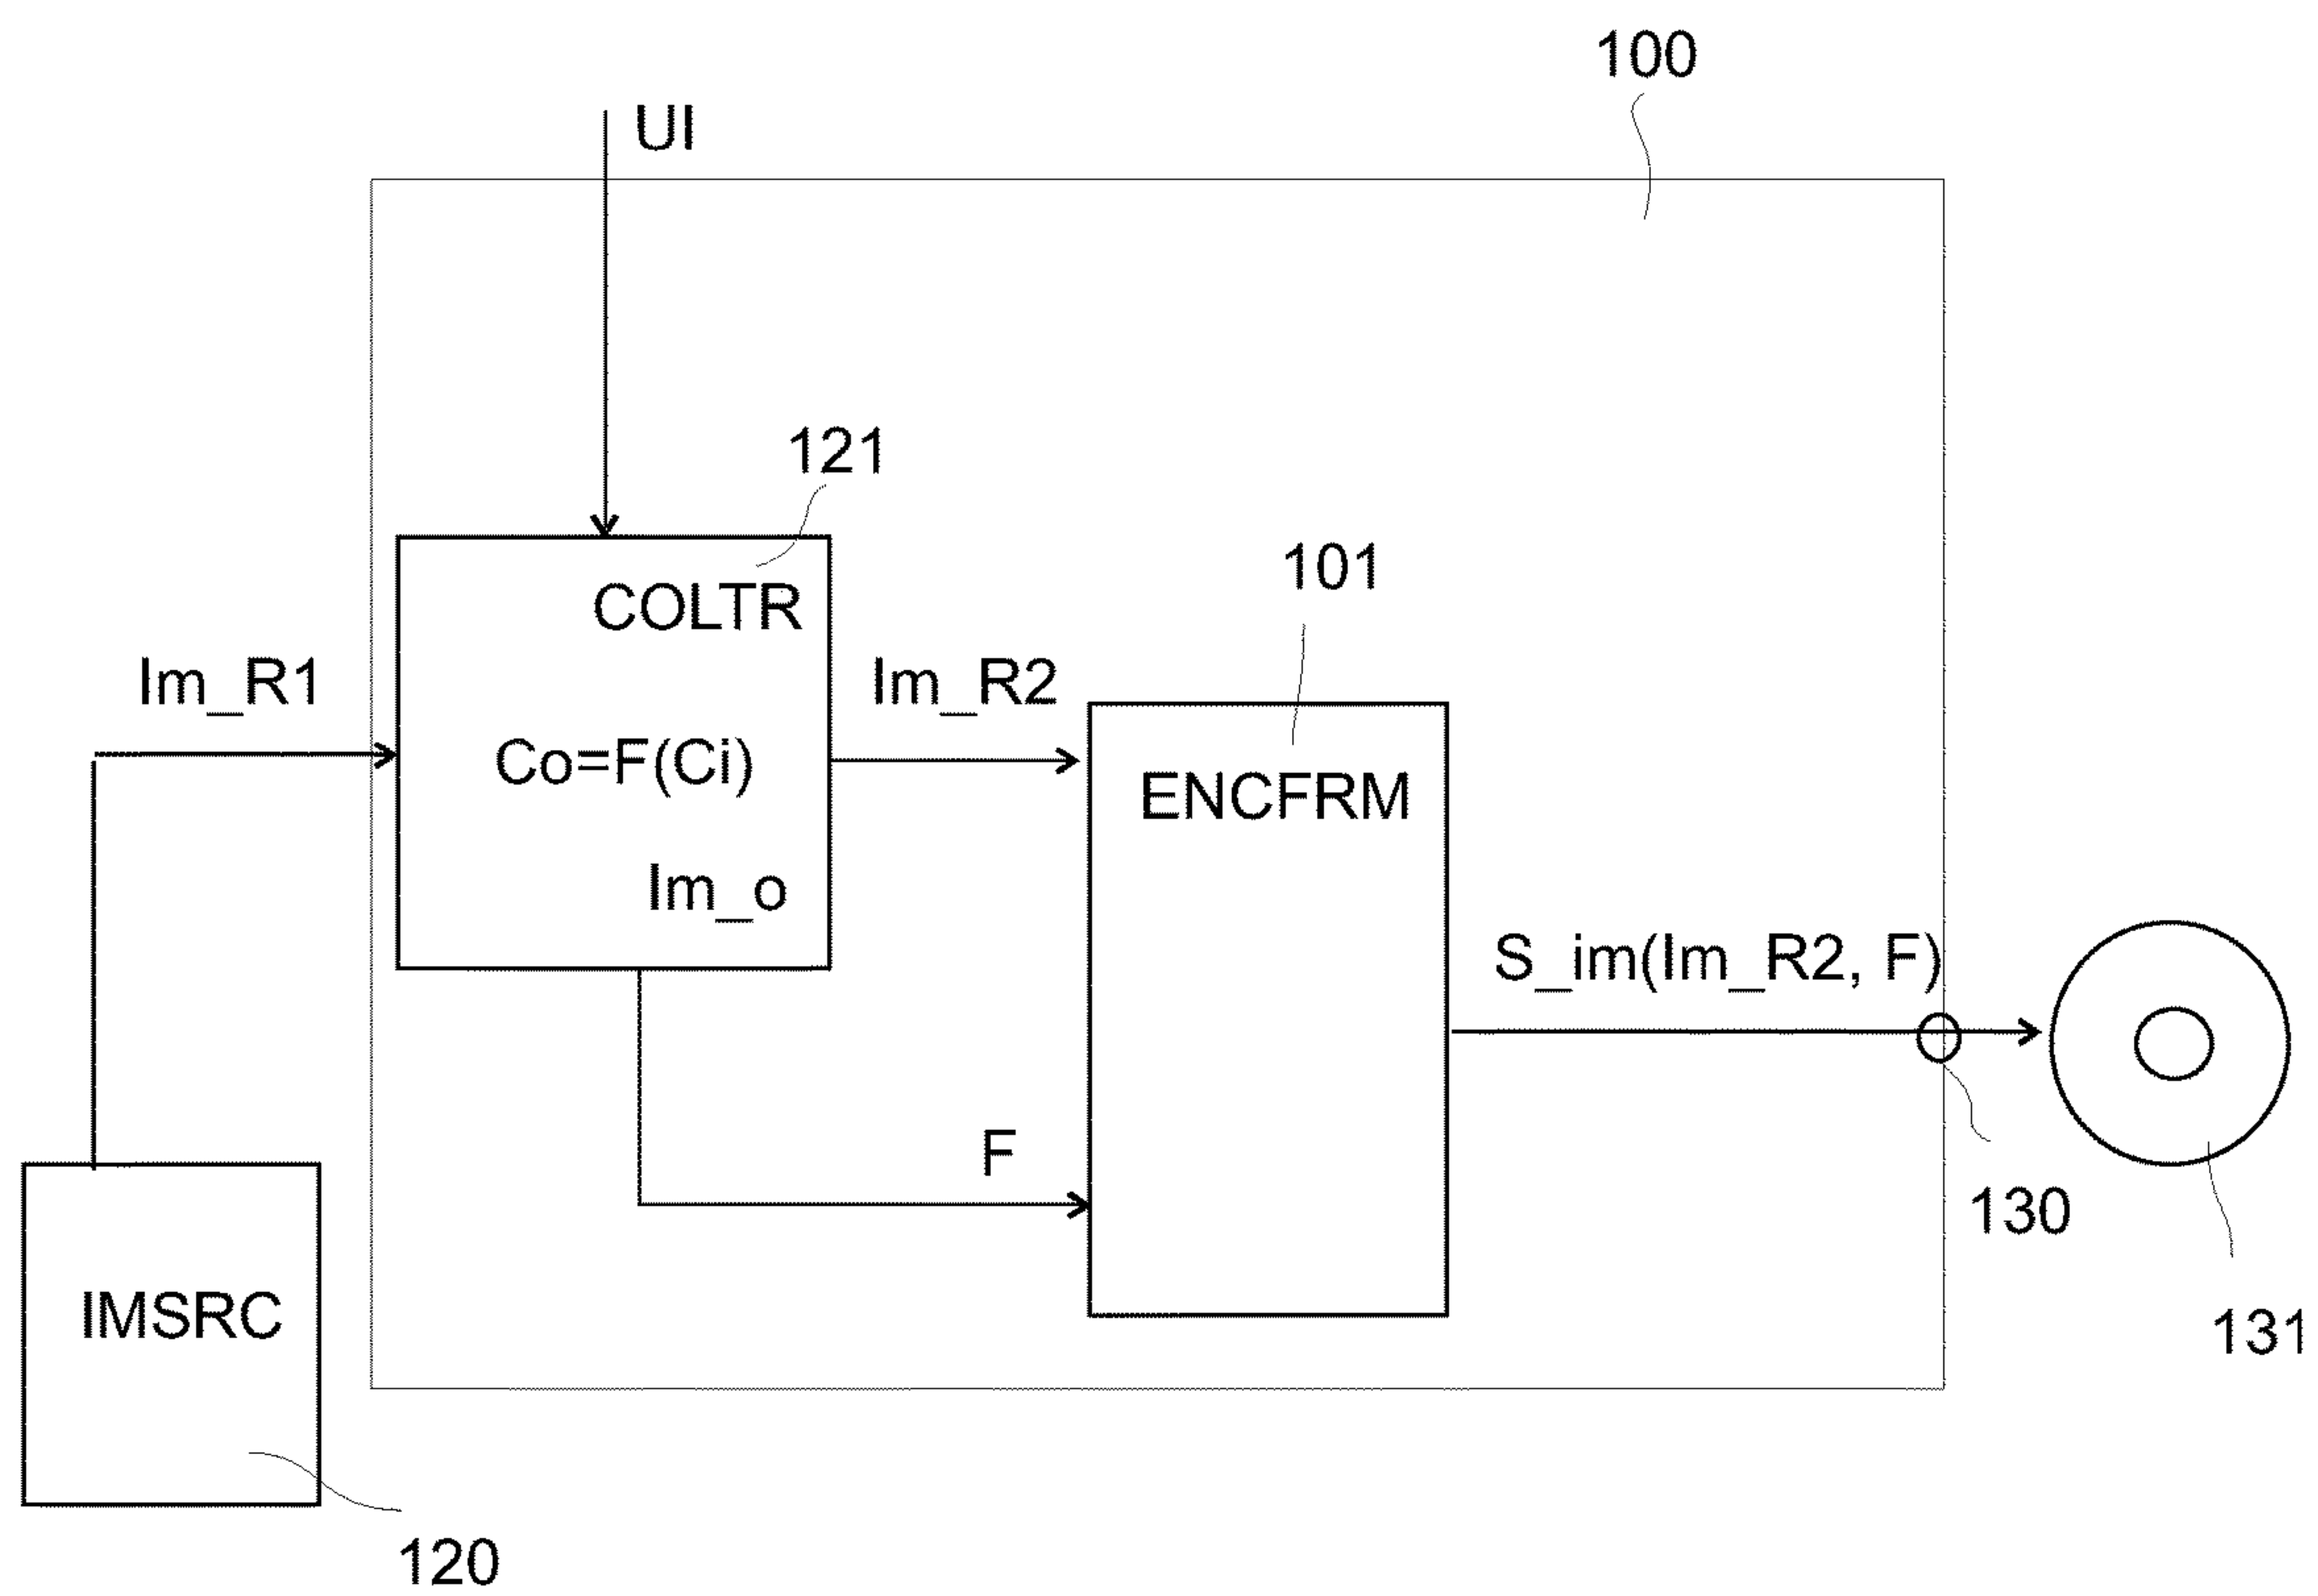 100
UI
121
COLTR
101
Im_R1
Im_R2
Co=F(Ci)
ENCFRM
Im_o
S_im(Im_R2, F)
F
130
IMSRC
131
120